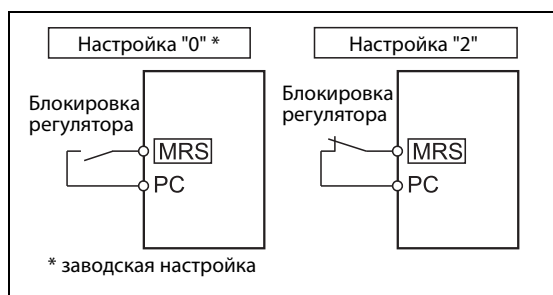 Настройка "0" *
Блокировка
регулятора
MRS
PC
* заводская настройка
Настройка "2"
Блокировка
регулятора
MRS
PC